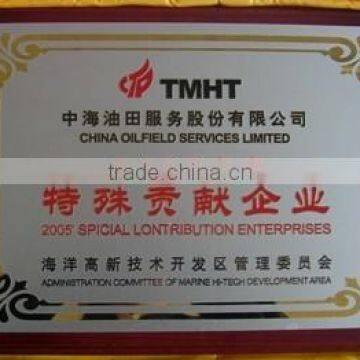 TMHT
中海油田服务股份有限公司
CHINA OILFIELD SERVICES LIMITED
trade.china.cn
特殊贡献企业
2005' SPICIAL LONTRIBUTION ENTERPRISES
海洋高新技术开发区管理委员会
ADMINISTRATION COMMITTEE OF MARINE HI-TECH DEVELOPMENT AREA